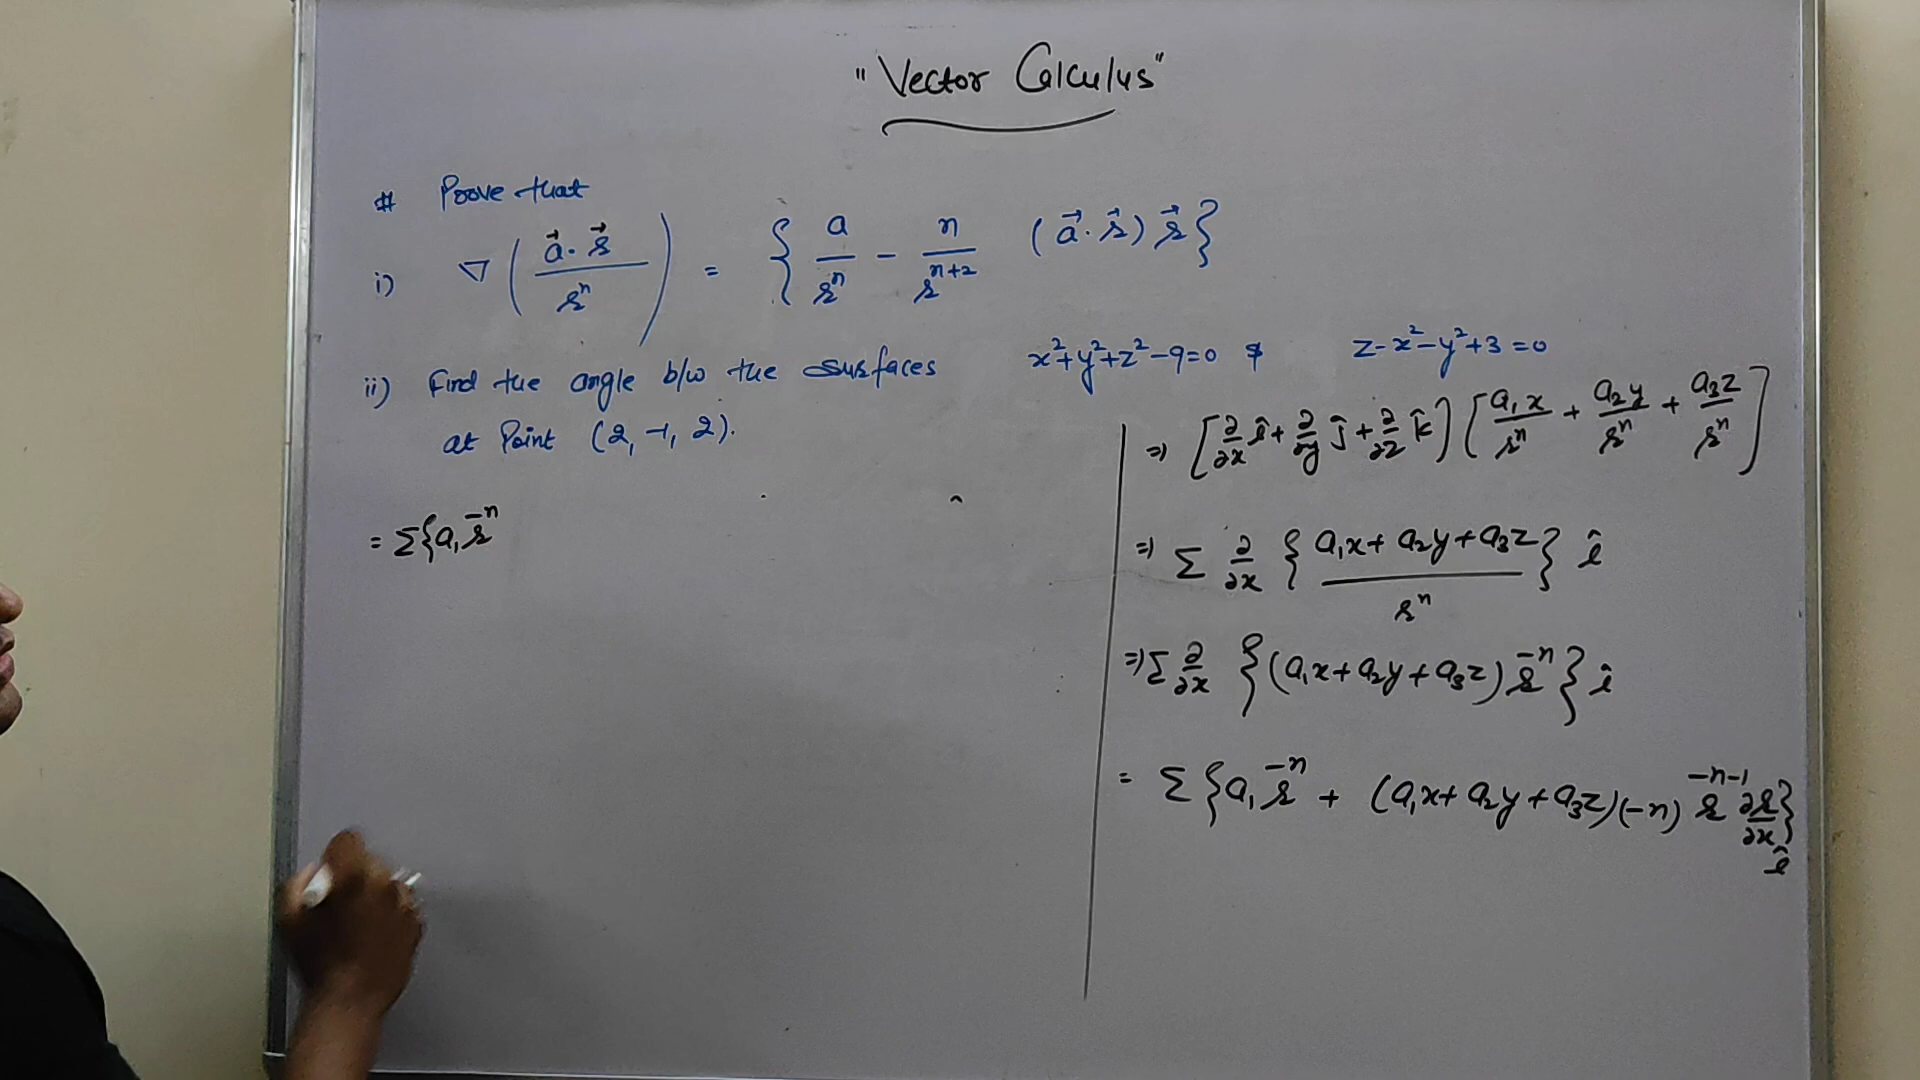 "Vector Calculus"
# Prove that
i) ∇ ( a⃗ . r⃗ / rⁿ ) = { a / rⁿ − n / rⁿ⁺² ( a⃗ . r⃗ ) r⃗ }
ii) Find the angle b/w the surfaces x²+y²+z²−9=0 & z-x²−y²+3=0
at Point (2, -1, 2).
= Σ{a₁r⁻ⁿ
⇒ [∂/∂x î + ∂/∂y ĵ + ∂/∂z k̂] [a₁x/rⁿ + a₂y/rⁿ + a₃z/rⁿ]
⇒ Σ ∂/∂x { a₁x + a₂y + a₃z / rⁿ } î
⇒ Σ ∂/∂x {(a₁x + a₂y + a₃z) r⁻ⁿ} î
= Σ {a₁r⁻ⁿ + (a₁x + a₂y + a₃z)(−n) r⁻ⁿ⁻¹ ∂r/∂x} î